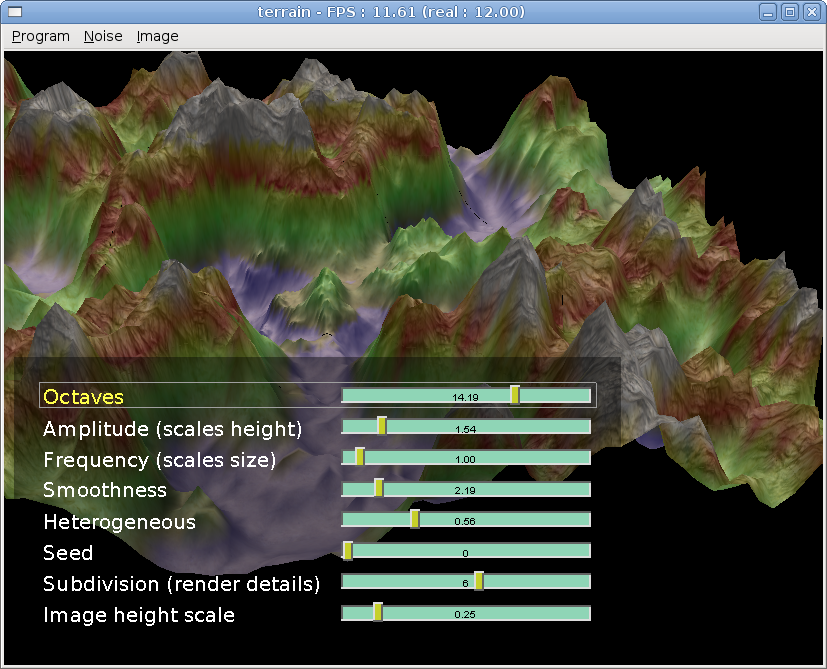 terrain - FPS : 11.61 (real : 12.00)
Program Noise Image
Octaves 14.19
Amplitude (scales height) 1.54
Frequency (scales size) 1.00
Smoothness 2.19
Heterogeneous 0.56
Seed 0
Subdivision (render details) 6
Image height scale 0.25